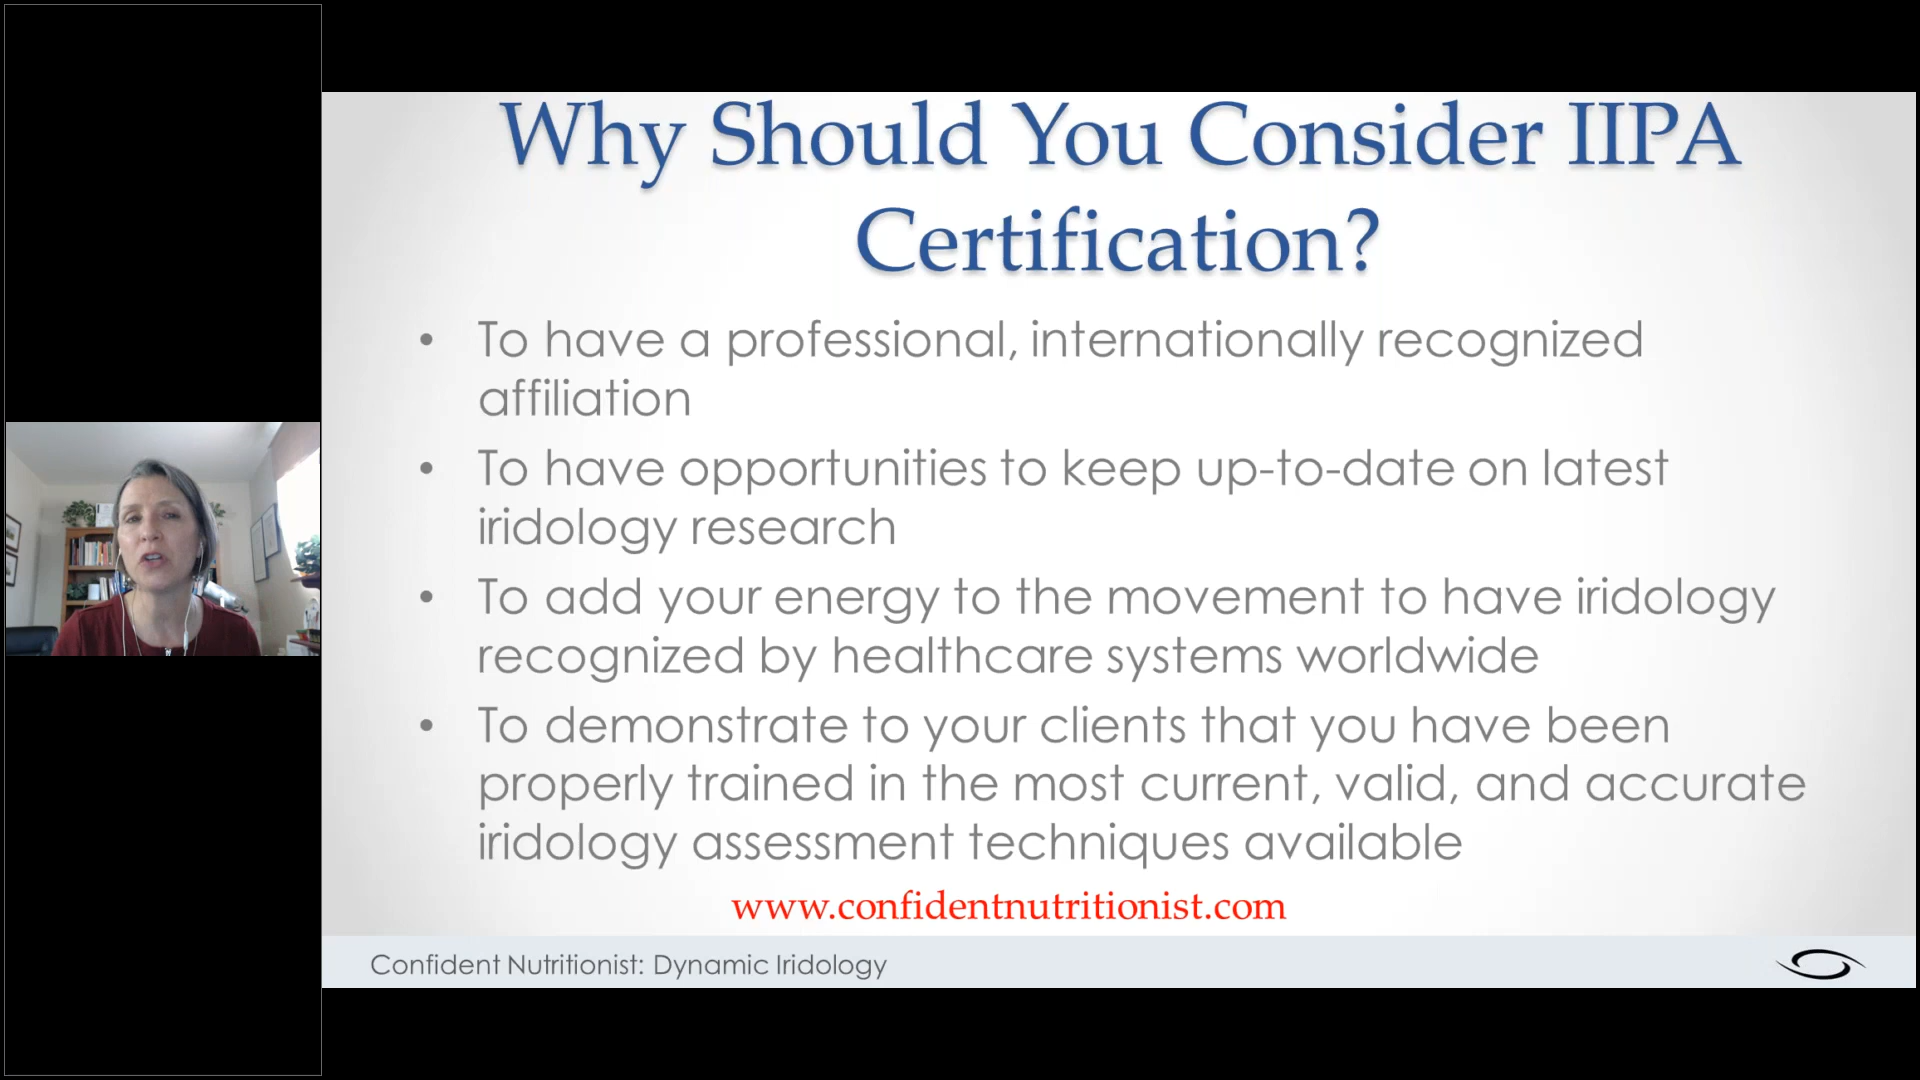 Why Should You Consider IIPA
Certification?
• To have a professional, internationally recognized
affiliation
• To have opportunities to keep up-to-date on latest
iridology research
• To add your energy to the movement to have iridology
recognized by healthcare systems worldwide
• To demonstrate to your clients that you have been
properly trained in the most current, valid, and accurate
iridology assessment techniques available
www.confidentnutritionist.com
Confident Nutritionist: Dynamic Iridology